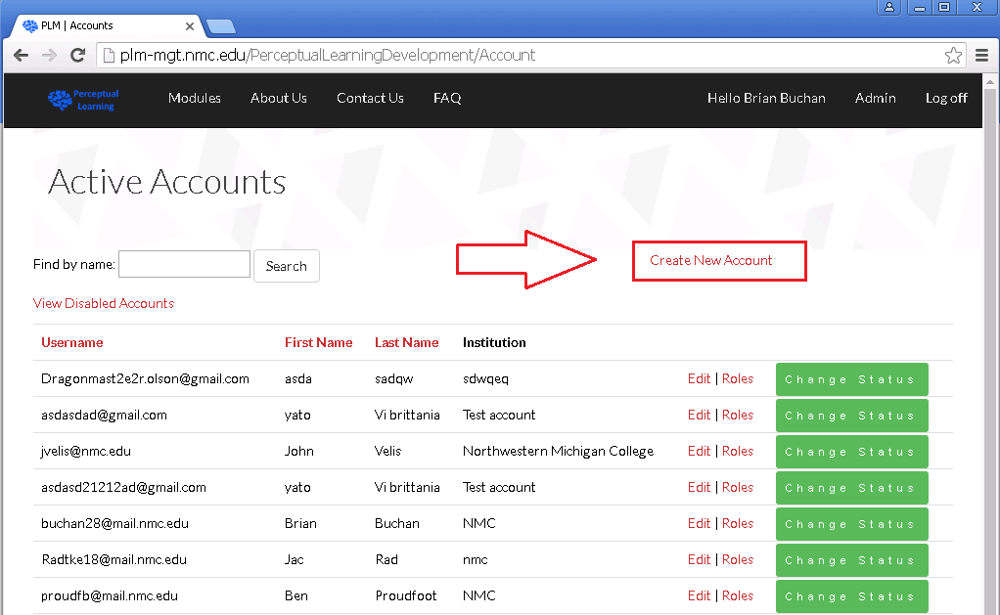 PLM | Accounts
plm-mgt.nmc.edu/PerceptualLearningDevelopment/Account
Perceptual Learning Modules About Us Contact Us FAQ Hello Brian Buchan Admin Log off
Active Accounts
Create New Account
Find by name: Search
View Disabled Accounts
Username First Name Last Name Institution
Dragonmast2e2r.olson@gmail.com asda sadqw sdwqeq Edit | Roles Change Status
asdasdad@gmail.com yato Vi brittania Test account Edit | Roles Change Status
jvelis@nmc.edu John Velis Northwestern Michigan College Edit | Roles Change Status
asdasd21212ad@gmail.com yato Vi brittania Test account Edit | Roles Change Status
buchan28@mail.nmc.edu Brian Buchan NMC Edit | Roles Change Status
Radtke18@mail.nmc.edu Jac Rad nmc Edit | Roles Change Status
proudfb@mail.nmc.edu Ben Proudfoot NMC Edit | Roles Change Status